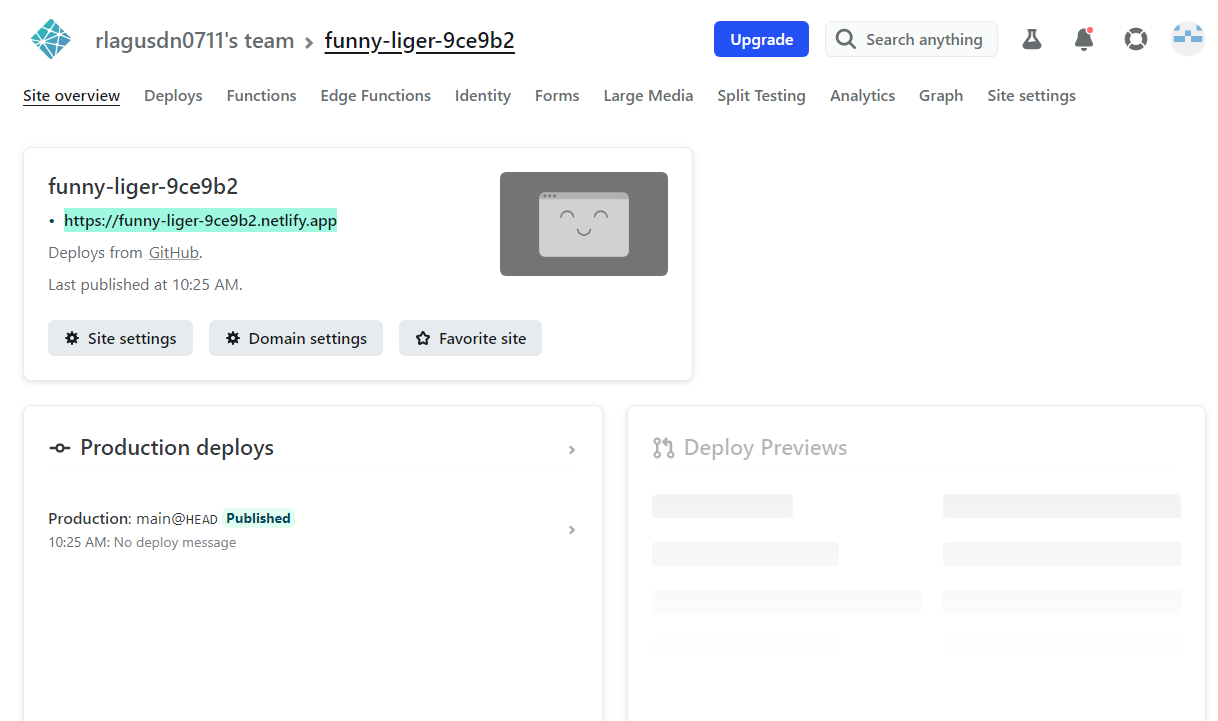 rlagusdn0711's team > funny-liger-9ce9b2
Upgrade
Search anything
Site overview Deploys Functions Edge Functions Identity Forms Large Media Split Testing Analytics Graph Site settings
funny-liger-9ce9b2
• https://funny-liger-9ce9b2.netlify.app
Deploys from GitHub.
Last published at 10:25 AM.
Site settings Domain settings Favorite site
Production deploys
Production: main@HEAD Published
10:25 AM: No deploy message
Deploy Previews